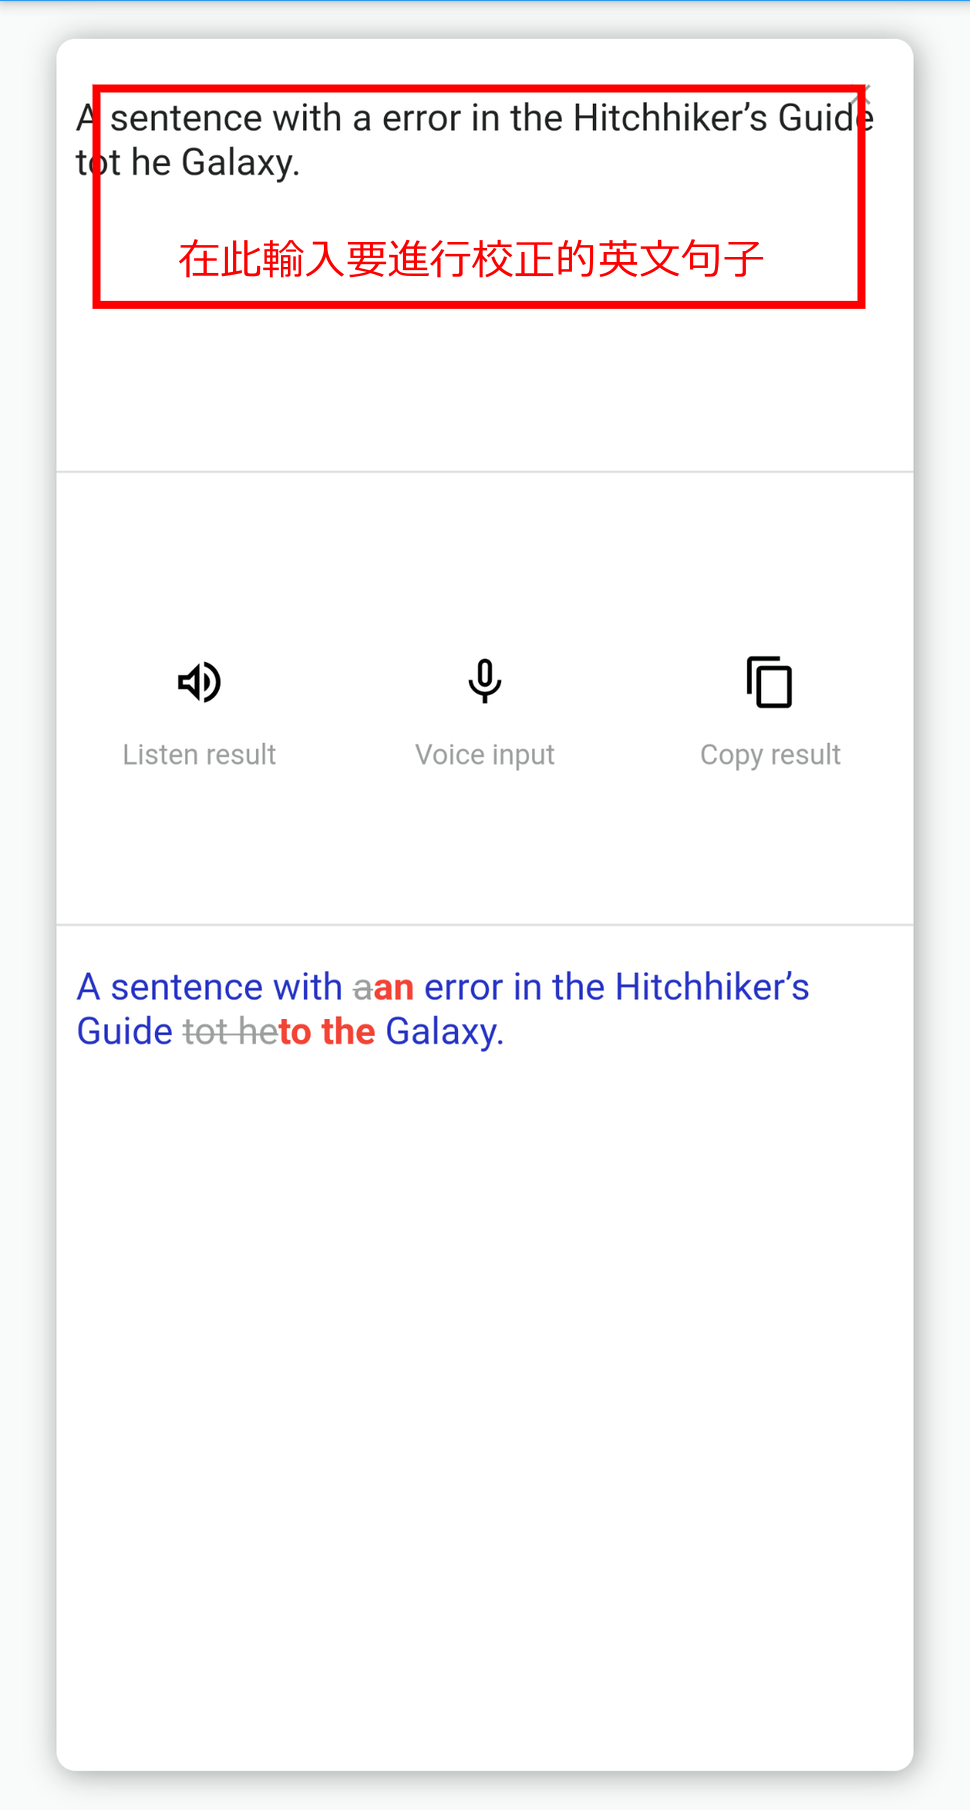 A sentence with a error in the Hitchhiker’s Guide
tot he Galaxy.
在此輸入要進行校正的英文句子
Listen result
Voice input
Copy result
A sentence with aan error in the Hitchhiker’s
Guide tot heto the Galaxy.